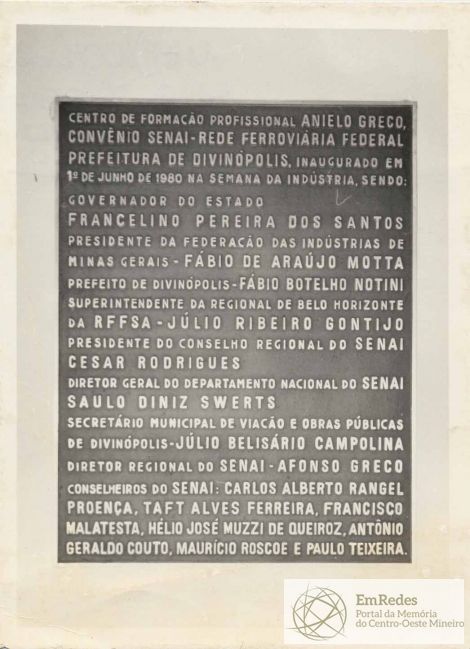 CENTRO DE FORMAÇÃO PROFISSIONAL ANIELO GRECO,
CONVÊNIO SENAI-REDE FERROVIÁRIA FEDERAL
PREFEITURA DE DIVINÓPOLIS, INAUGURADO EM
1º DE JUNHO DE 1980 NA SEMANA DA INDÚSTRIA, SENDO:
GOVERNADOR DO ESTADO
FRANCELINO PEREIRA DOS SANTOS
PRESIDENTE DA FEDERAÇÃO DAS INDÚSTRIAS DE
MINAS GERAIS - FÁBIO DE ARAÚJO MOTTA
PREFEITO DE DIVINÓPOLIS-FÁBIO BOTELHO NOTINI
SUPERINTENDENTE DA REGIONAL DE BELO HORIZONTE
DA RFFSA-JÚLIO RIBEIRO GONTIJO
PRESIDENTE DO CONSELHO REGIONAL DO SENAI
CESAR RODRIGUES
DIRETOR GERAL DO DEPARTAMENTO NACIONAL DO SENAI
SAULO DINIZ SWERTS
SECRETÁRIO MUNICIPAL DE VIAÇÃO E OBRAS PÚBLICAS
DE DIVINÓPOLIS-JÚLIO BELISÁRIO CAMPOLINA
DIRETOR REGIONAL DO SENAI - AFONSO GRECO
CONSELHEIROS DO SENAI: CARLOS ALBERTO RANGEL
PROENÇA, TAFT ALVES FERREIRA, FRANCISCO
MALATESTA, HÉLIO JOSÉ MUZZI DE QUEIROZ, ANTÔNIO
GERALDO COUTO, MAURÍCIO ROSCOE E PAULO TEIXEIRA.
EmRedes
Portal da Memória
do Centro-Oeste Mineiro